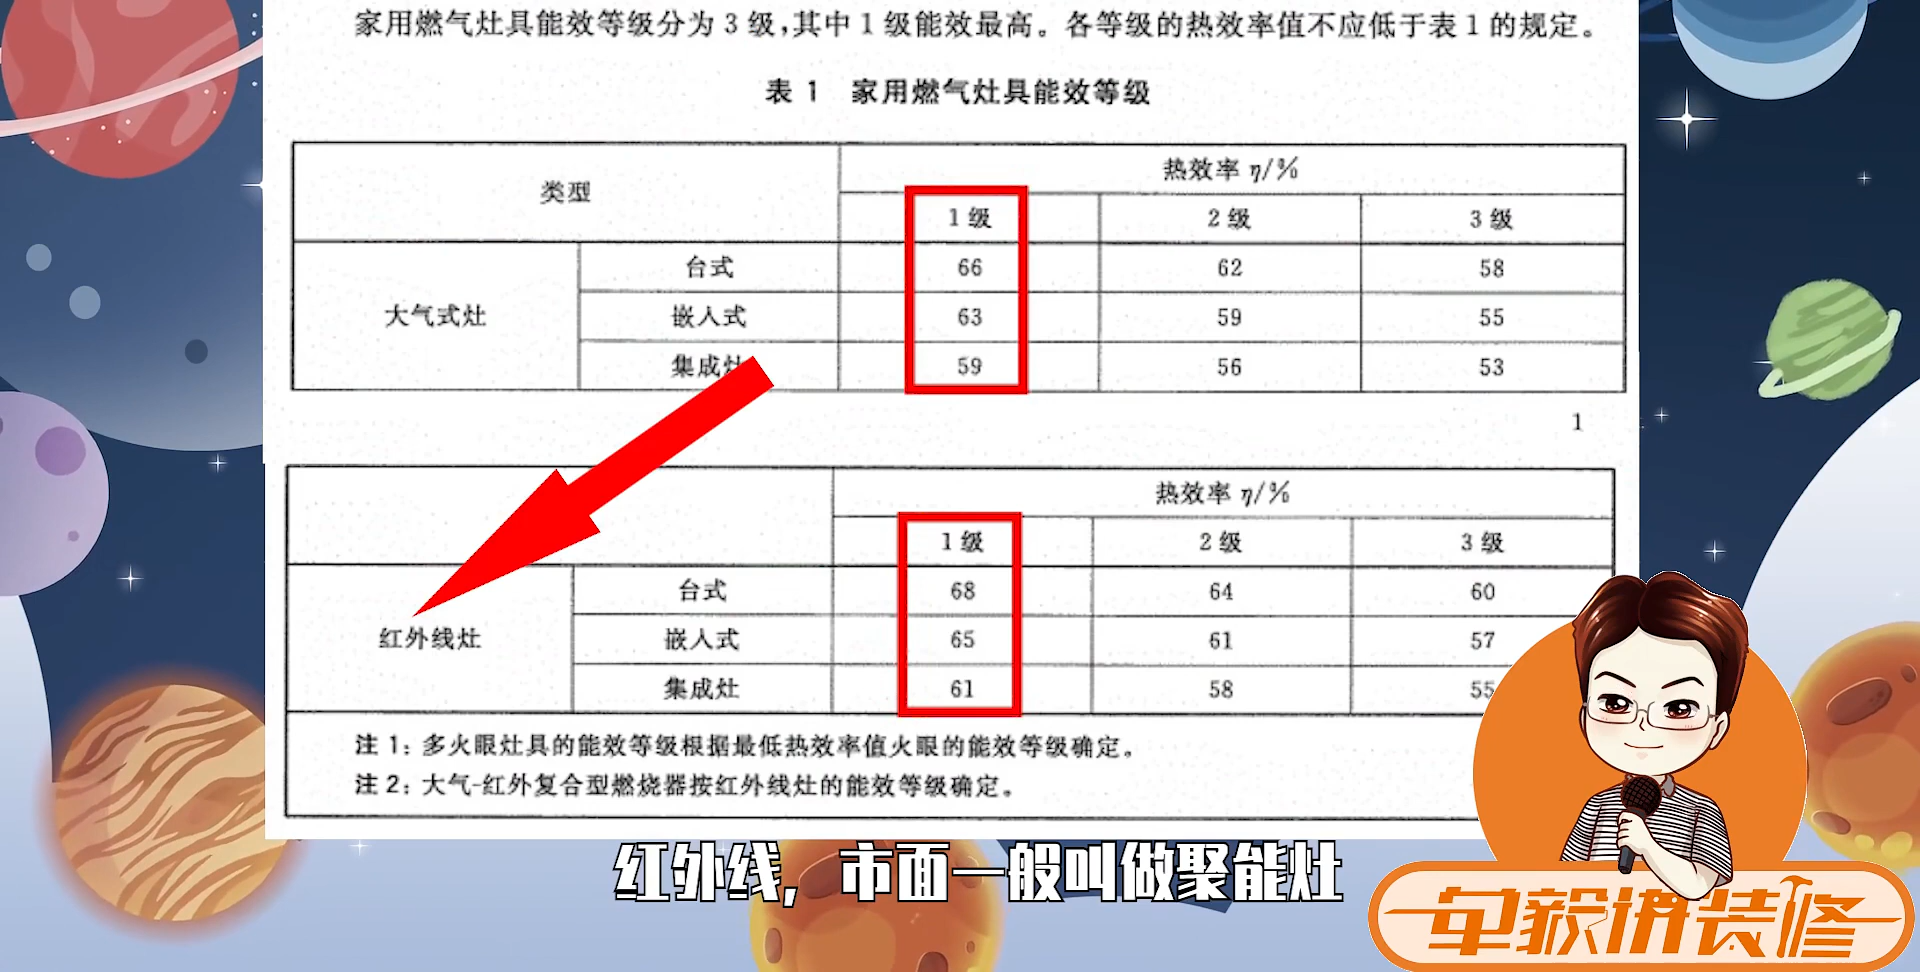 家用燃气灶具能效等级分为 3 级,其中 1 级能效最高。各等级的热效率值不应低于表 1 的规定。
表 1 家用燃气灶具能效等级
类型
热效率 η/%
1 级 2 级 3 级
大气式灶
台式 66 62 58
嵌入式 63 59 55
集成灶 59 56 53
1
热效率 η/%
1 级 2 级 3 级
红外线灶
台式 68 64 60
嵌入式 65 61 57
集成灶 61 58 55
注 1: 多火眼灶具的能效等级根据最低热效率值火眼的能效等级确定。
注 2: 大气-红外复合型燃烧器按红外线灶的能效等级确定。
红外线,市面一般叫做聚能灶
毅讲装修